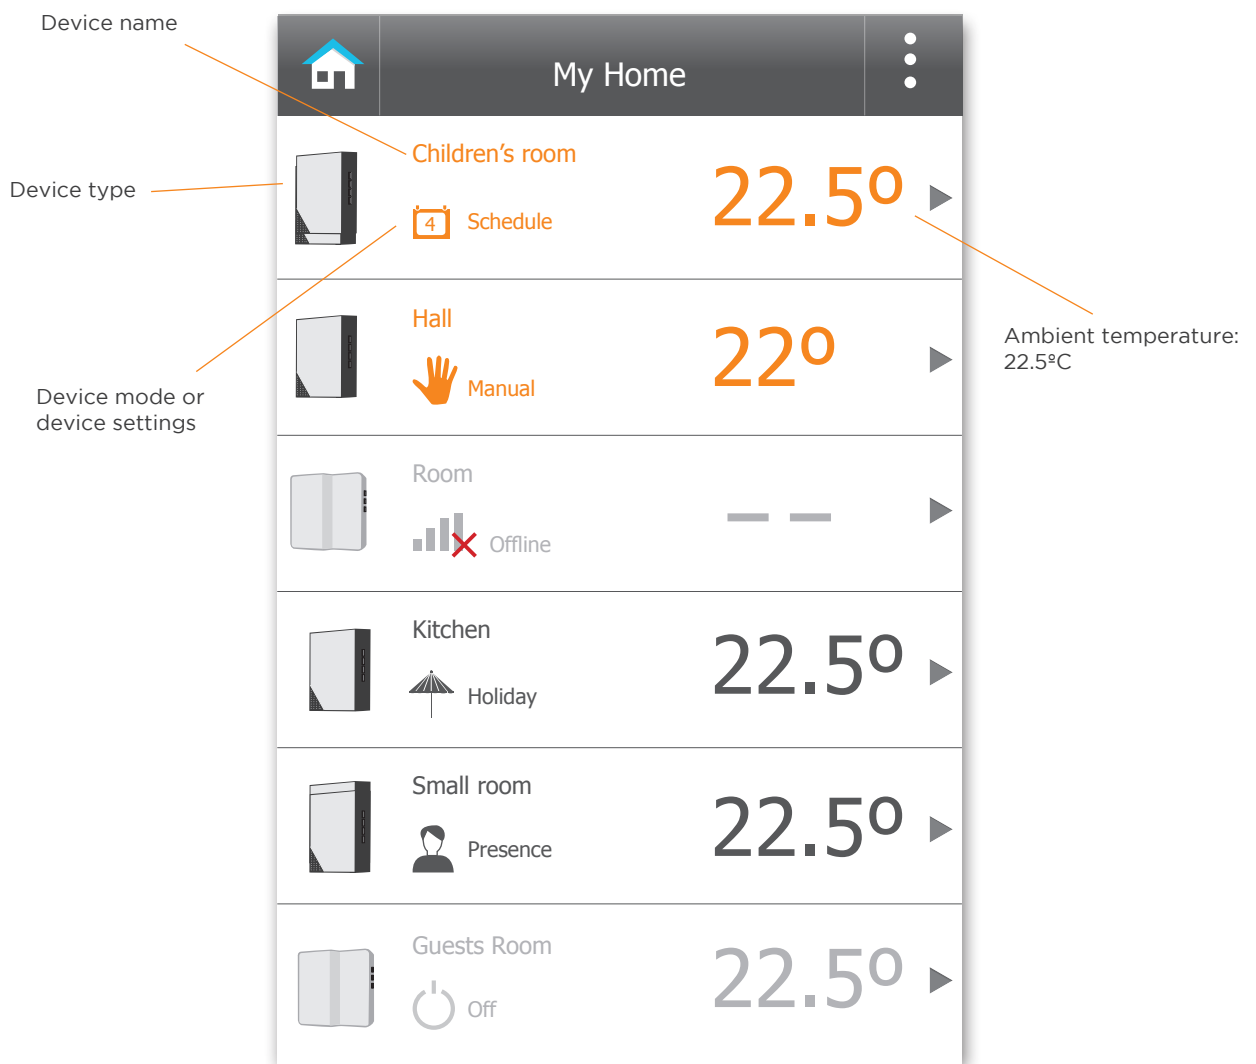 Device name
My Home
Children’s room
Device type
4 Schedule
22.5º
Hall
Manual
22º
Ambient temperature:
22.5ºC
Device mode or
device settings
Room
Offline
– –
Kitchen
Holiday
22.5º
Small room
Presence
22.5º
Guests Room
Off
22.5º